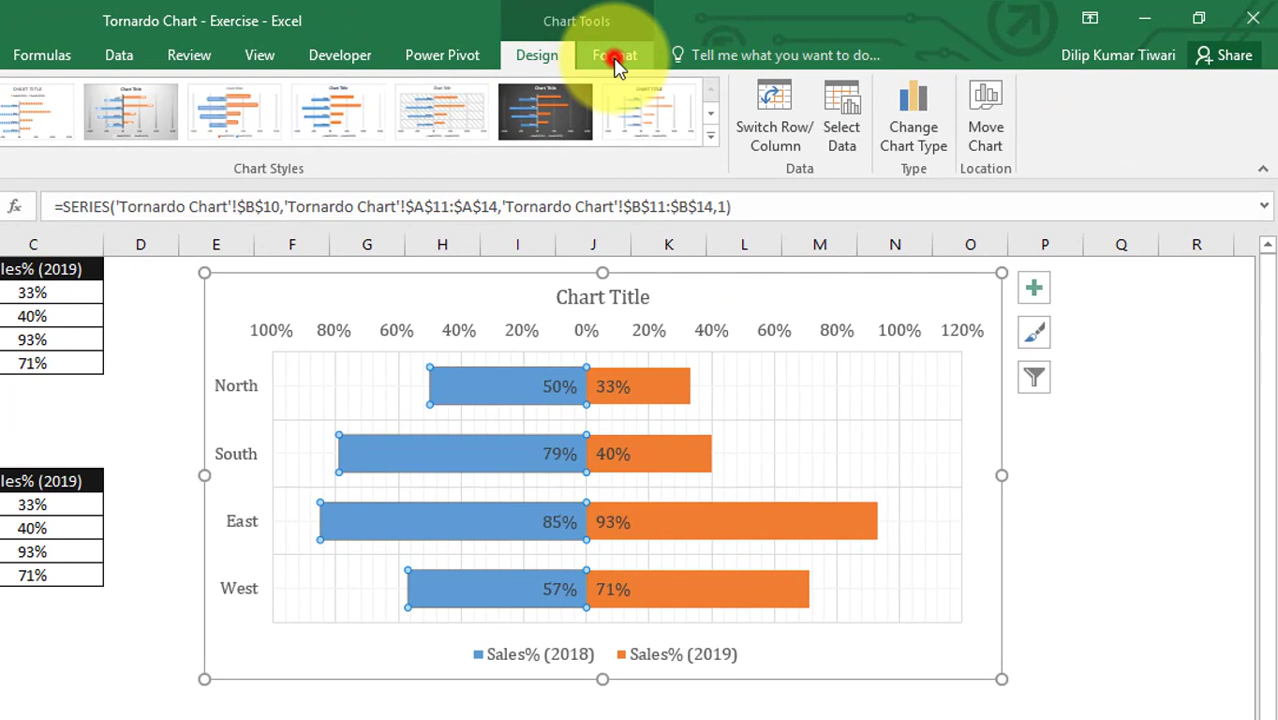 Tornardo Chart - Exercise - Excel
Chart Tools
Formulas Data Review View Developer Power Pivot Design Format Tell me what you want to do... Dilip Kumar Tiwari Share
Switch Row/
Column
Select
Data
Change
Chart Type
Move
Chart
Chart Styles Data Type Location
fx =SERIES('Tornardo Chart'!$B$10,'Tornardo Chart'!$A$11:$A$14,'Tornardo Chart'!$B$11:$B$14,1)
C D E F G H I J K L M N O P Q R
les% (2019)
33%
40%
93%
71%
les% (2019)
33%
40%
93%
71%
Chart Title
100% 80% 60% 40% 20% 0% 20% 40% 60% 80% 100% 120%
North 50% 33%
South 79% 40%
East 85% 93%
West 57% 71%
Sales% (2018) Sales% (2019)